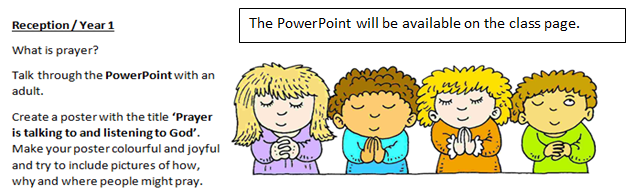 Reception / Year 1
What is prayer?
Talk through the PowerPoint with an
adult.
Create a poster with the title ‘Prayer
is talking to and listening to God’.
Make your poster colourful and joyful
and try to include pictures of how,
why and where people might pray.
The PowerPoint will be available on the class page.